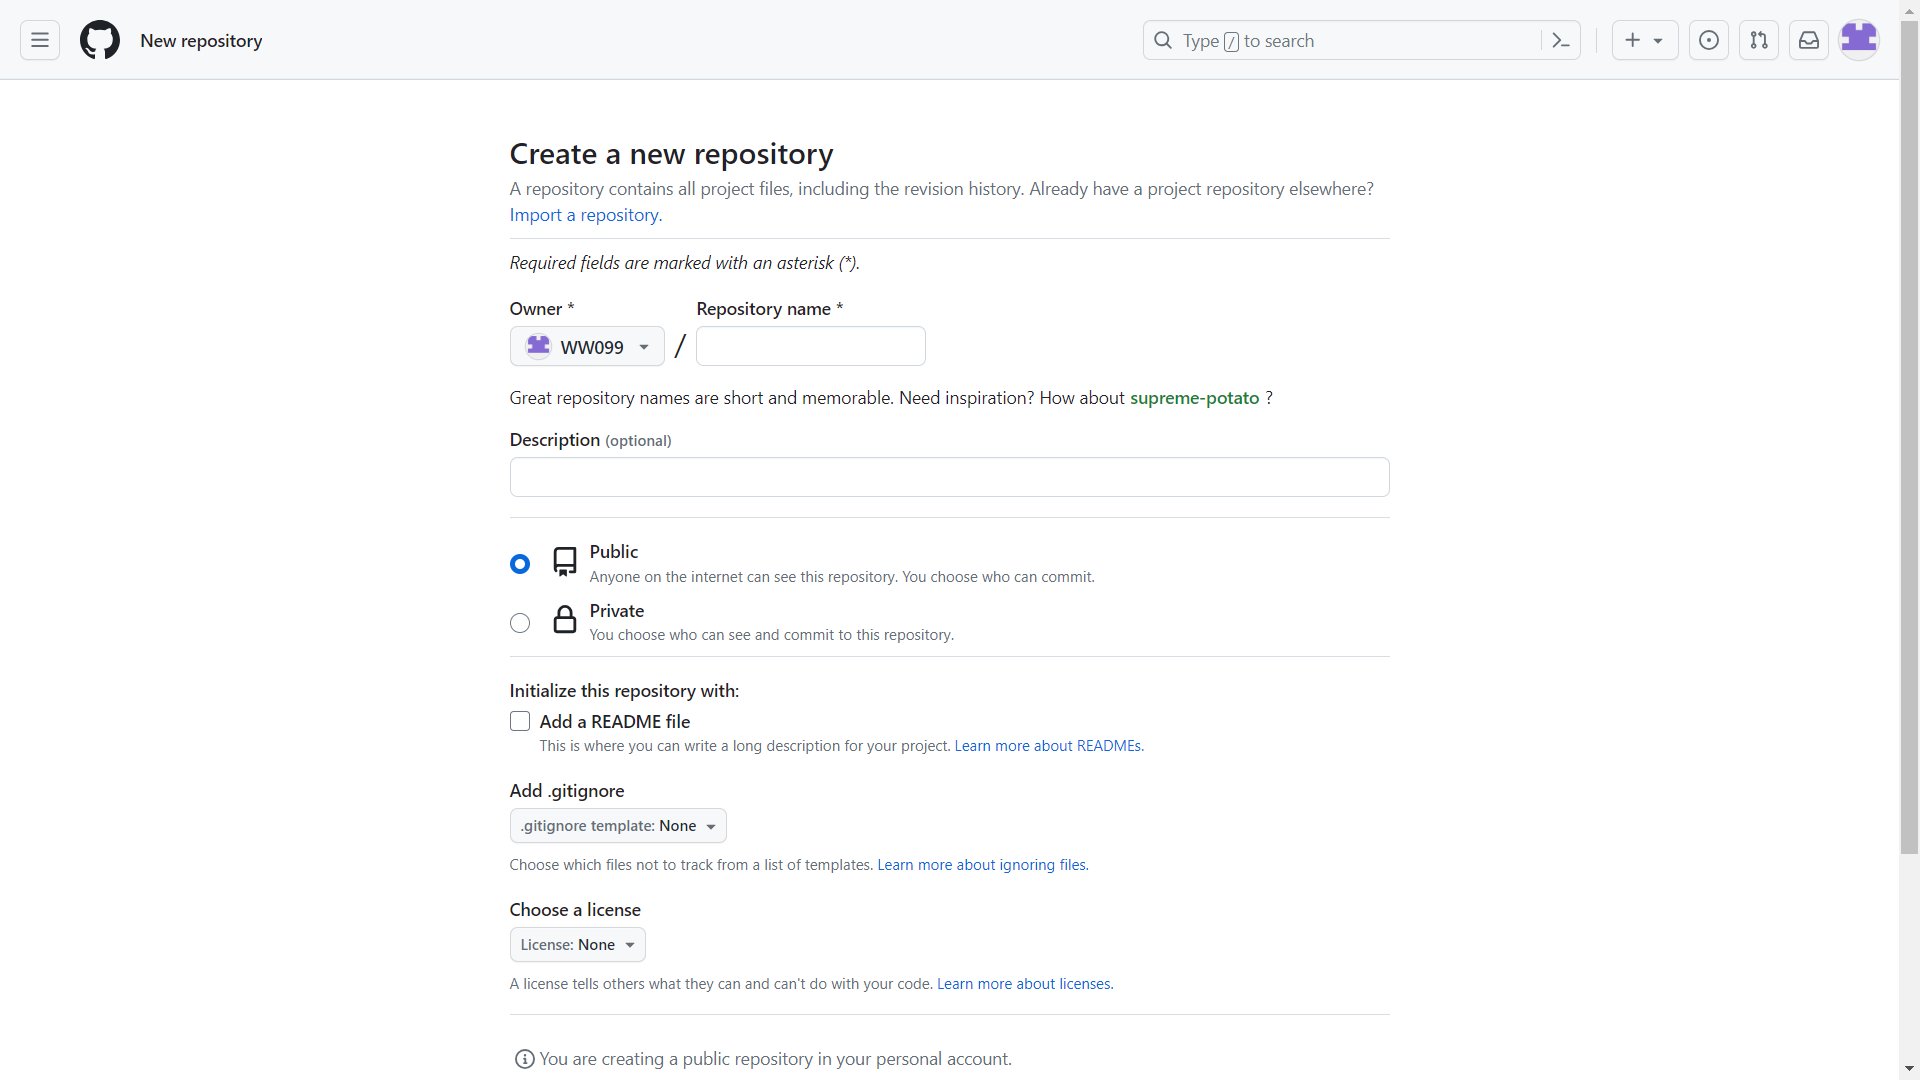 New repository
Type / to search
Create a new repository
A repository contains all project files, including the revision history. Already have a project repository elsewhere?
Import a repository.
Required fields are marked with an asterisk (*).
Owner * Repository name *
WW099 /
Great repository names are short and memorable. Need inspiration? How about supreme-potato ?
Description (optional)
Public
Anyone on the internet can see this repository. You choose who can commit.
Private
You choose who can see and commit to this repository.
Initialize this repository with:
Add a README file
This is where you can write a long description for your project. Learn more about READMEs.
Add .gitignore
.gitignore template: None
Choose which files not to track from a list of templates. Learn more about ignoring files.
Choose a license
License: None
A license tells others what they can and can't do with your code. Learn more about licenses.
You are creating a public repository in your personal account.